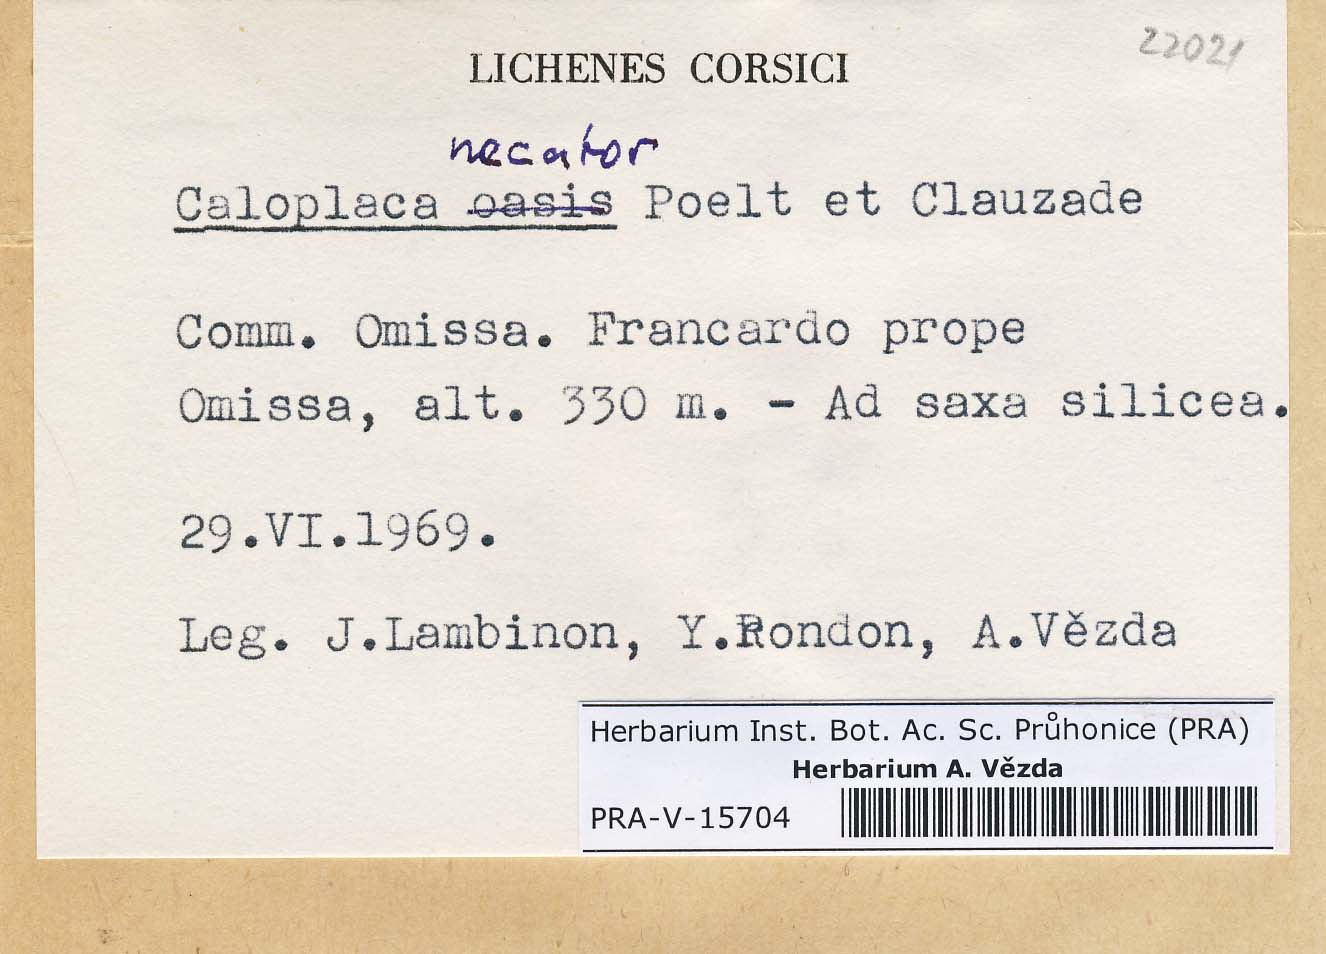 22021
LICHENES CORSICI
necator
Caloplaca oasis Poelt et Clauzade
Comm. Omissa. Francardo prope
Omissa, alt. 330 m. - Ad saxa silicea.
29.VI.1969.
Leg. J.Lambinon, Y.Rondon, A.Vězda
Herbarium Inst. Bot. Ac. Sc. Průhonice (PRA)
Herbarium A. Vězda
PRA-V-15704